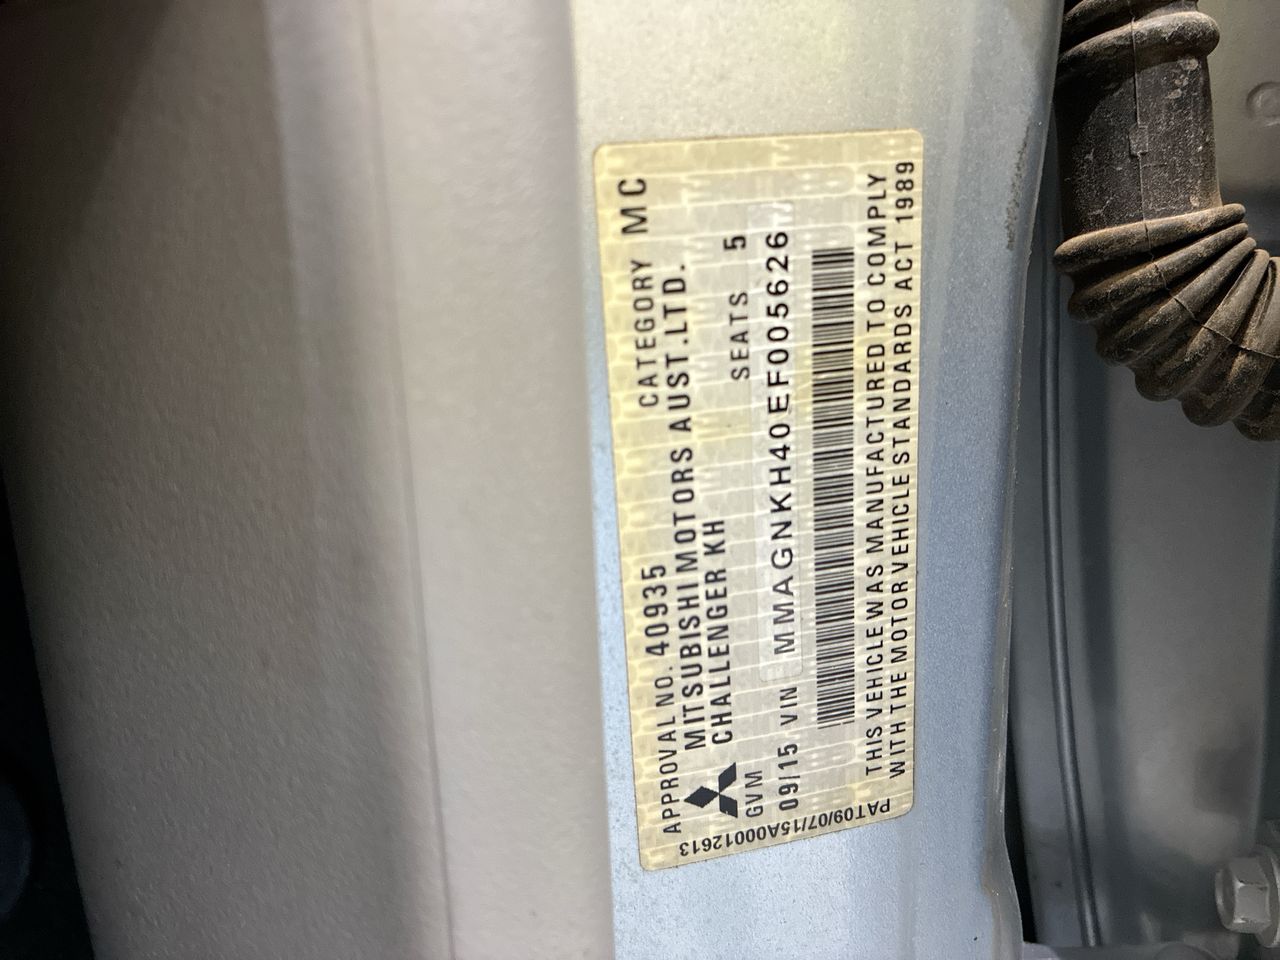 APPROVAL NO. 40935 CATEGORY MC
MITSUBISHI MOTORS AUST.LTD.
CHALLENGER KH
GVM SEATS 5
09/15 VIN MMAGNKH40EF005626
THIS VEHICLE WAS MANUFACTURED TO COMPLY
WITH THE MOTOR VEHICLE STANDARDS ACT 1989
PAT09/07/15A00012613